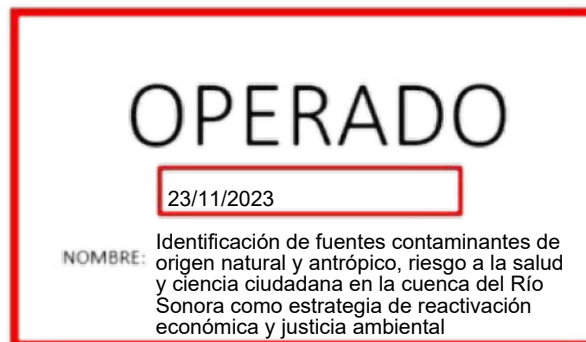 OPERADO
23/11/2023
NOMBRE: Identificación de fuentes contaminantes de
origen natural y antrópico, riesgo a la salud
y ciencia ciudadana en la cuenca del Río
Sonora como estrategia de reactivación
económica y justicia ambiental